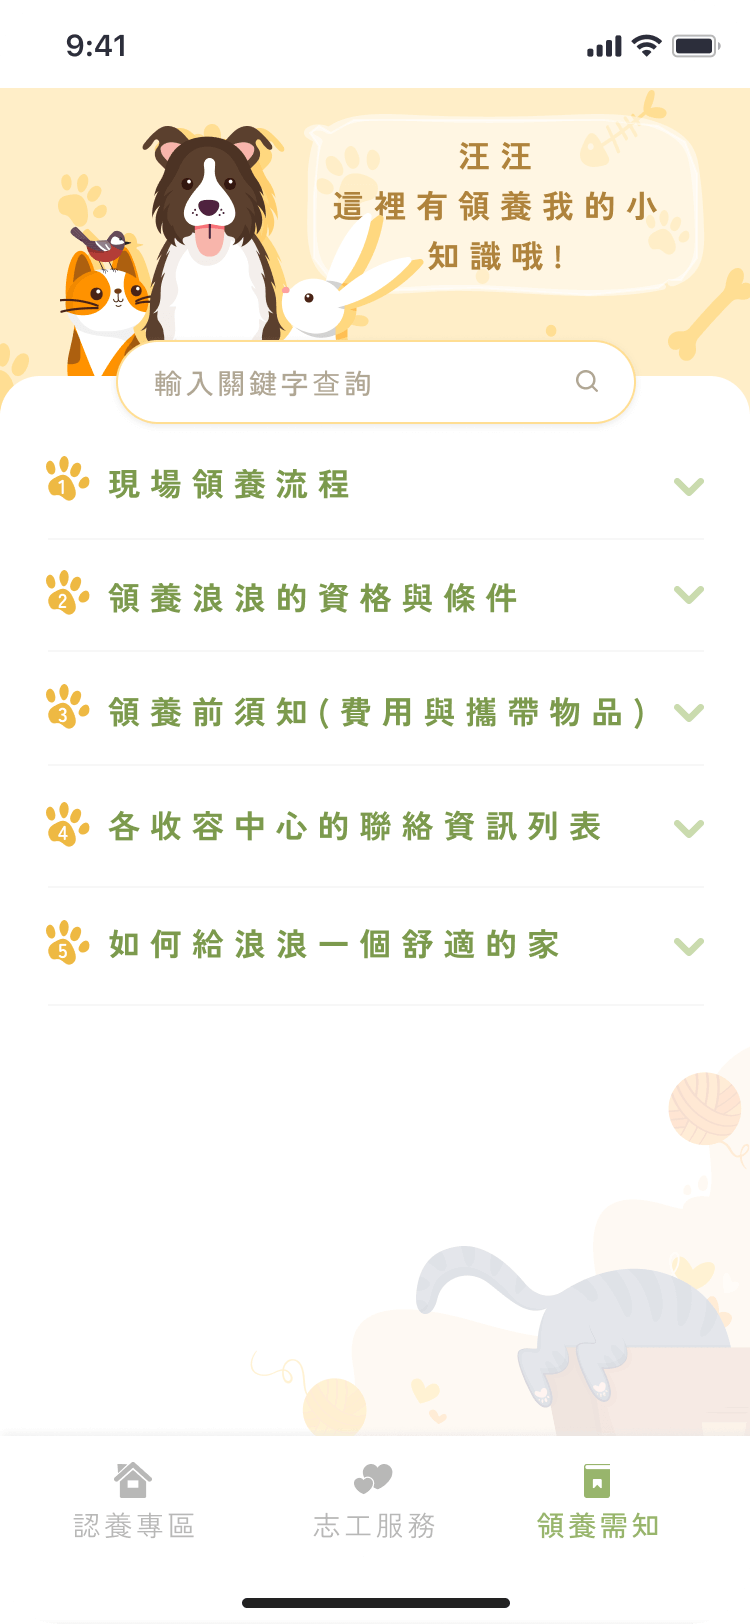 9:41
汪汪
這裡有領養我的小
知識哦!
輸入關鍵字查詢
1 現場領養流程
2 領養浪浪的資格與條件
3 領養前須知(費用與攜帶物品)
4 各收容中心的聯絡資訊列表
5 如何給浪浪一個舒適的家
認養專區
志工服務
領養需知